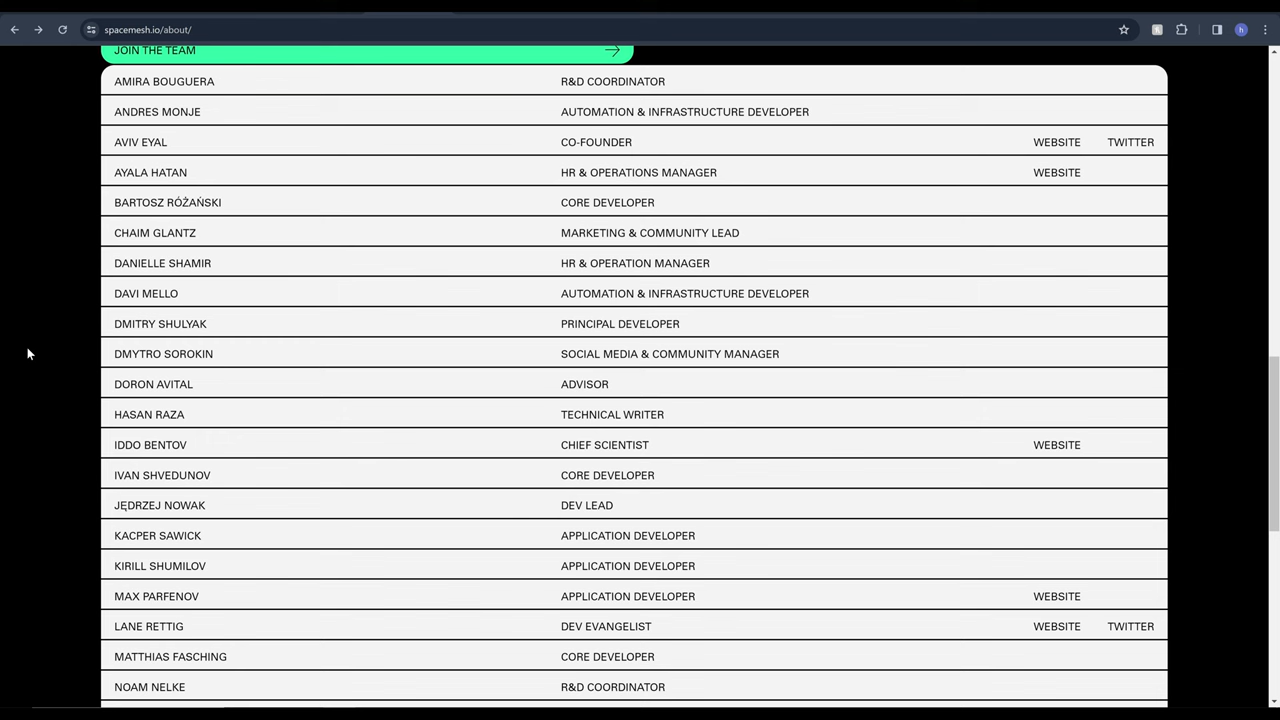 spacemesh.io/about/
h
JOIN THE TEAM
AMIRA BOUGUERA R&D COORDINATOR
ANDRES MONJE AUTOMATION & INFRASTRUCTURE DEVELOPER
AVIV EYAL CO-FOUNDER WEBSITE TWITTER
AYALA HATAN HR & OPERATIONS MANAGER WEBSITE
BARTOSZ RÓŻAŃSKI CORE DEVELOPER
CHAIM GLANTZ MARKETING & COMMUNITY LEAD
DANIELLE SHAMIR HR & OPERATION MANAGER
DAVI MELLO AUTOMATION & INFRASTRUCTURE DEVELOPER
DMITRY SHULYAK PRINCIPAL DEVELOPER
DMYTRO SOROKIN SOCIAL MEDIA & COMMUNITY MANAGER
DORON AVITAL ADVISOR
HASAN RAZA TECHNICAL WRITER
IDDO BENTOV CHIEF SCIENTIST WEBSITE
IVAN SHVEDUNOV CORE DEVELOPER
JĘDRZEJ NOWAK DEV LEAD
KACPER SAWICK APPLICATION DEVELOPER
KIRILL SHUMILOV APPLICATION DEVELOPER
MAX PARFENOV APPLICATION DEVELOPER WEBSITE
LANE RETTIG DEV EVANGELIST WEBSITE TWITTER
MATTHIAS FASCHING CORE DEVELOPER
NOAM NELKE R&D COORDINATOR